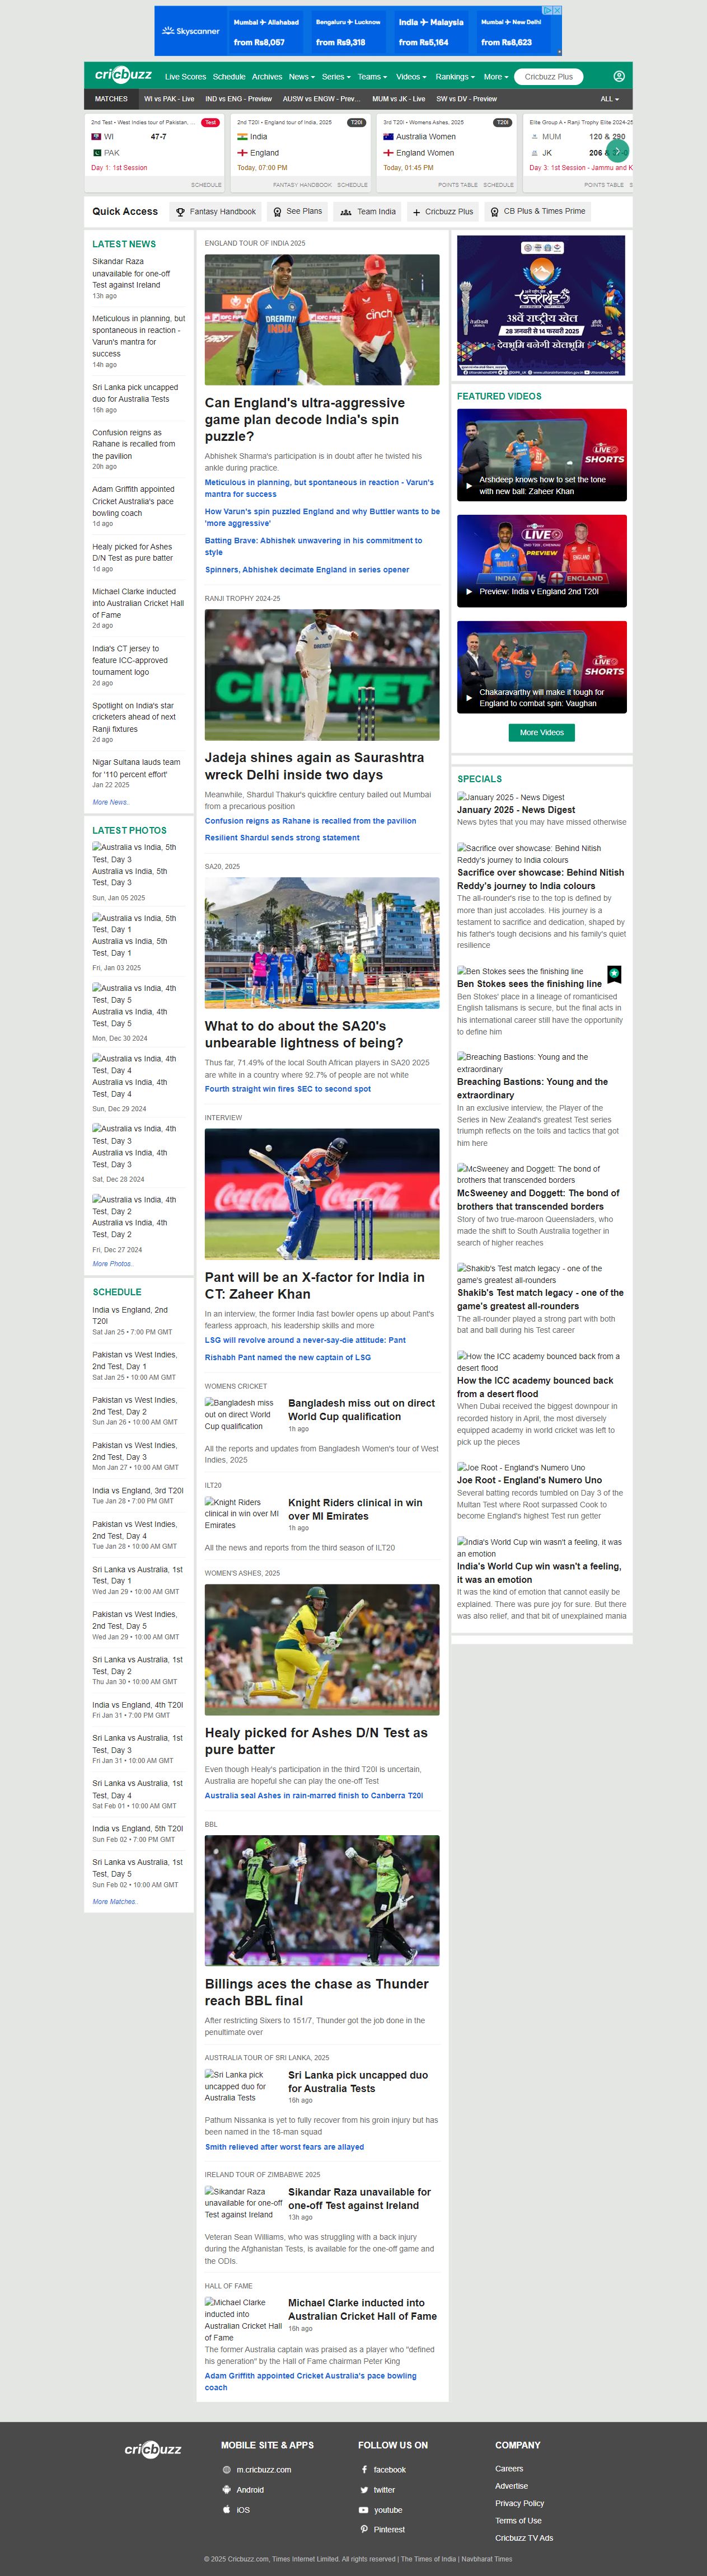 Skyscanner
Mumbai ✈ Allahabad
from Rs8,057
Bengaluru ✈ Lucknow
from Rs9,318
India ✈ Malaysia
from Rs5,164
Mumbai ✈ New Delhi
from Rs8,623
cricbuzz
Live Scores Schedule Archives News Series Teams Videos Rankings More Cricbuzz Plus
MATCHES WI vs PAK - Live IND vs ENG - Preview AUSW vs ENGW - Prev... MUM vs JK - Live SW vs DV - Preview ALL
2nd Test • West Indies tour of Pakistan, ... Test
WI 47-7
PAK
Day 1: 1st Session
SCHEDULE
2nd T20I • England tour of India, 2025 T20I
India
England
Today, 07:00 PM
FANTASY HANDBOOK SCHEDULE
3rd T20I • Womens Ashes, 2025 T20I
Australia Women
England Women
Today, 01:45 PM
POINTS TABLE SCHEDULE
Elite Group A • Ranji Trophy Elite 2024-25
MUM 120 & 290
JK 206 &
Day 3: 1st Session - Jammu and K
POINTS TABLE S
Quick Access Fantasy Handbook See Plans Team India Cricbuzz Plus CB Plus & Times Prime
LATEST NEWS
Sikandar Raza
unavailable for one-off
Test against Ireland
13h ago
Meticulous in planning, but
spontaneous in reaction -
Varun's mantra for
success
14h ago
Sri Lanka pick uncapped
duo for Australia Tests
16h ago
Confusion reigns as
Rahane is recalled from
the pavilion
20h ago
Adam Griffith appointed
Cricket Australia's pace
bowling coach
1d ago
Healy picked for Ashes
D/N Test as pure batter
1d ago
Michael Clarke inducted
into Australian Cricket Hall
of Fame
2d ago
India's CT jersey to
feature ICC-approved
tournament logo
2d ago
Spotlight on India's star
cricketers ahead of next
Ranji fixtures
2d ago
Nigar Sultana lauds team
for '110 percent effort'
Jan 22 2025
More News..
LATEST PHOTOS
Australia vs India, 5th
Test, Day 3
Australia vs India, 5th
Test, Day 3
Sun, Jan 05 2025
Australia vs India, 5th
Test, Day 1
Australia vs India, 5th
Test, Day 1
Fri, Jan 03 2025
Australia vs India, 4th
Test, Day 5
Australia vs India, 4th
Test, Day 5
Mon, Dec 30 2024
Australia vs India, 4th
Test, Day 4
Australia vs India, 4th
Test, Day 4
Sun, Dec 29 2024
Australia vs India, 4th
Test, Day 3
Australia vs India, 4th
Test, Day 3
Sat, Dec 28 2024
Australia vs India, 4th
Test, Day 2
Australia vs India, 4th
Test, Day 2
Fri, Dec 27 2024
More Photos..
SCHEDULE
India vs England, 2nd
T20I
Sat Jan 25 • 7:00 PM GMT
Pakistan vs West Indies,
2nd Test, Day 1
Sat Jan 25 • 10:00 AM GMT
Pakistan vs West Indies,
2nd Test, Day 2
Sun Jan 26 • 10:00 AM GMT
Pakistan vs West Indies,
2nd Test, Day 3
Mon Jan 27 • 10:00 AM GMT
India vs England, 3rd T20I
Tue Jan 28 • 7:00 PM GMT
Pakistan vs West Indies,
2nd Test, Day 4
Tue Jan 28 • 10:00 AM GMT
Sri Lanka vs Australia, 1st
Test, Day 1
Wed Jan 29 • 10:00 AM GMT
Pakistan vs West Indies,
2nd Test, Day 5
Wed Jan 29 • 10:00 AM GMT
Sri Lanka vs Australia, 1st
Test, Day 2
Thu Jan 30 • 10:00 AM GMT
India vs England, 4th T20I
Fri Jan 31 • 7:00 PM GMT
Sri Lanka vs Australia, 1st
Test, Day 3
Fri Jan 31 • 10:00 AM GMT
Sri Lanka vs Australia, 1st
Test, Day 4
Sat Feb 01 • 10:00 AM GMT
India vs England, 5th T20I
Sun Feb 02 • 7:00 PM GMT
Sri Lanka vs Australia, 1st
Test, Day 5
Sun Feb 02 • 10:00 AM GMT
More Matches..
ENGLAND TOUR OF INDIA 2025
DREAM11
INDIA
cinch
Can England's ultra-aggressive
game plan decode India's spin
puzzle?
Abhishek Sharma's participation is in doubt after he twisted his
ankle during practice.
Meticulous in planning, but spontaneous in reaction - Varun's
mantra for success
How Varun's spin puzzled England and why Buttler wants to be
'more aggressive'
Batting Brave: Abhishek unwavering in his commitment to
style
Spinners, Abhishek decimate England in series opener
RANJI TROPHY 2024-25
CRICKET
Jadeja shines again as Saurashtra
wreck Delhi inside two days
Meanwhile, Shardul Thakur's quickfire century bailed out Mumbai
from a precarious position
Confusion reigns as Rahane is recalled from the pavilion
Resilient Shardul sends strong statement
SA20, 2025
What to do about the SA20's
unbearable lightness of being?
Thus far, 71.49% of the local South African players in SA20 2025
are white in a country where 92.7% of people are not white
Fourth straight win fires SEC to second spot
INTERVIEW
Coca-Cola
Pant will be an X-factor for India in
CT: Zaheer Khan
In an interview, the former India fast bowler opens up about Pant's
fearless approach, his leadership skills and more
LSG will revolve around a never-say-die attitude: Pant
Rishabh Pant named the new captain of LSG
WOMENS CRICKET
Bangladesh miss
out on direct World
Cup qualification
Bangladesh miss out on direct
World Cup qualification
1h ago
All the reports and updates from Bangladesh Women's tour of West
Indies, 2025
ILT20
Knight Riders
clinical in win over MI
Emirates
Knight Riders clinical in win
over MI Emirates
1h ago
All the news and reports from the third season of ILT20
WOMEN'S ASHES, 2025
Healy picked for Ashes D/N Test as
pure batter
Even though Healy's participation in the third T20I is uncertain,
Australia are hopeful she can play the one-off Test
Australia seal Ashes in rain-marred finish to Canberra T20I
BBL
Billings aces the chase as Thunder
reach BBL final
After restricting Sixers to 151/7, Thunder got the job done in the
penultimate over
AUSTRALIA TOUR OF SRI LANKA, 2025
Sri Lanka pick
uncapped duo for
Australia Tests
Sri Lanka pick uncapped duo
for Australia Tests
16h ago
Pathum Nissanka is yet to fully recover from his groin injury but has
been named in the 18-man squad
Smith relieved after worst fears are allayed
IRELAND TOUR OF ZIMBABWE 2025
Sikandar Raza
unavailable for one-off
Test against Ireland
Sikandar Raza unavailable for
one-off Test against Ireland
13h ago
Veteran Sean Williams, who was struggling with a back injury
during the Afghanistan Tests, is available for the one-off game and
the ODIs.
HALL OF FAME
Michael Clarke
inducted into
Australian Cricket Hall
of Fame
Michael Clarke inducted into
Australian Cricket Hall of Fame
16h ago
The former Australia captain was praised as a player who "defined
his generation" by the Hall of Fame chairman Peter King
Adam Griffith appointed Cricket Australia's pace bowling
coach
उत्तराखण्ड
38वें राष्ट्रीय खेल
28 जनवरी से 14 फरवरी 2025
देवभूमि बनेगी खेलभूमि
FEATURED VIDEOS
LIVE
SHORTS
Arshdeep knows how to set the tone
with new ball: Zaheer Khan
LIVE
2ND T20I, CHENNAI
PREVIEW
INDIA VS ENGLAND
Preview: India v England 2nd T20I
LIVE
SHORTS
Chakaravarthy will make it tough for
England to combat spin: Vaughan
More Videos
SPECIALS
January 2025 - News Digest
January 2025 - News Digest
News bytes that you may have missed otherwise
Sacrifice over showcase: Behind Nitish
Reddy's journey to India colours
Sacrifice over showcase: Behind Nitish
Reddy's journey to India colours
The all-rounder's rise to the top is defined by
more than just accolades. His journey is a
testament to sacrifice and dedication, shaped by
his father's tough decisions and his family's quiet
resilience
Ben Stokes sees the finishing line
Ben Stokes sees the finishing line
Ben Stokes' place in a lineage of romanticised
English talismans is secure, but the final acts in
his international career still have the opportunity
to define him
Breaching Bastions: Young and the
extraordinary
Breaching Bastions: Young and the
extraordinary
In an exclusive interview, the Player of the
Series in New Zealand's greatest Test series
triumph reflects on the toils and tactics that got
him here
McSweeney and Doggett: The bond of
brothers that transcended borders
McSweeney and Doggett: The bond of
brothers that transcended borders
Story of two true-maroon Queensladers, who
made the shift to South Australia together in
search of higher reaches
Shakib's Test match legacy - one of the
game's greatest all-rounders
Shakib's Test match legacy - one of the
game's greatest all-rounders
The all-rounder played a strong part with both
bat and ball during his Test career
How the ICC academy bounced back from a
desert flood
How the ICC academy bounced back
from a desert flood
When Dubai received the biggest downpour in
recorded history in April, the most diversely
equipped academy in world cricket was left to
pick up the pieces
Joe Root - England's Numero Uno
Joe Root - England's Numero Uno
Several batting records tumbled on Day 3 of the
Multan Test where Root surpassed Cook to
become England's highest Test run getter
India's World Cup win wasn't a feeling, it was
an emotion
India's World Cup win wasn't a feeling,
it was an emotion
It was the kind of emotion that cannot easily be
explained. There was pure joy for sure. But there
was also relief, and that bit of unexplained mania
cricbuzz
MOBILE SITE & APPS
m.cricbuzz.com
Android
iOS
FOLLOW US ON
facebook
twitter
youtube
Pinterest
COMPANY
Careers
Advertise
Privacy Policy
Terms of Use
Cricbuzz TV Ads
© 2025 Cricbuzz.com, Times Internet Limited. All rights reserved | The Times of India | Navbharat Times